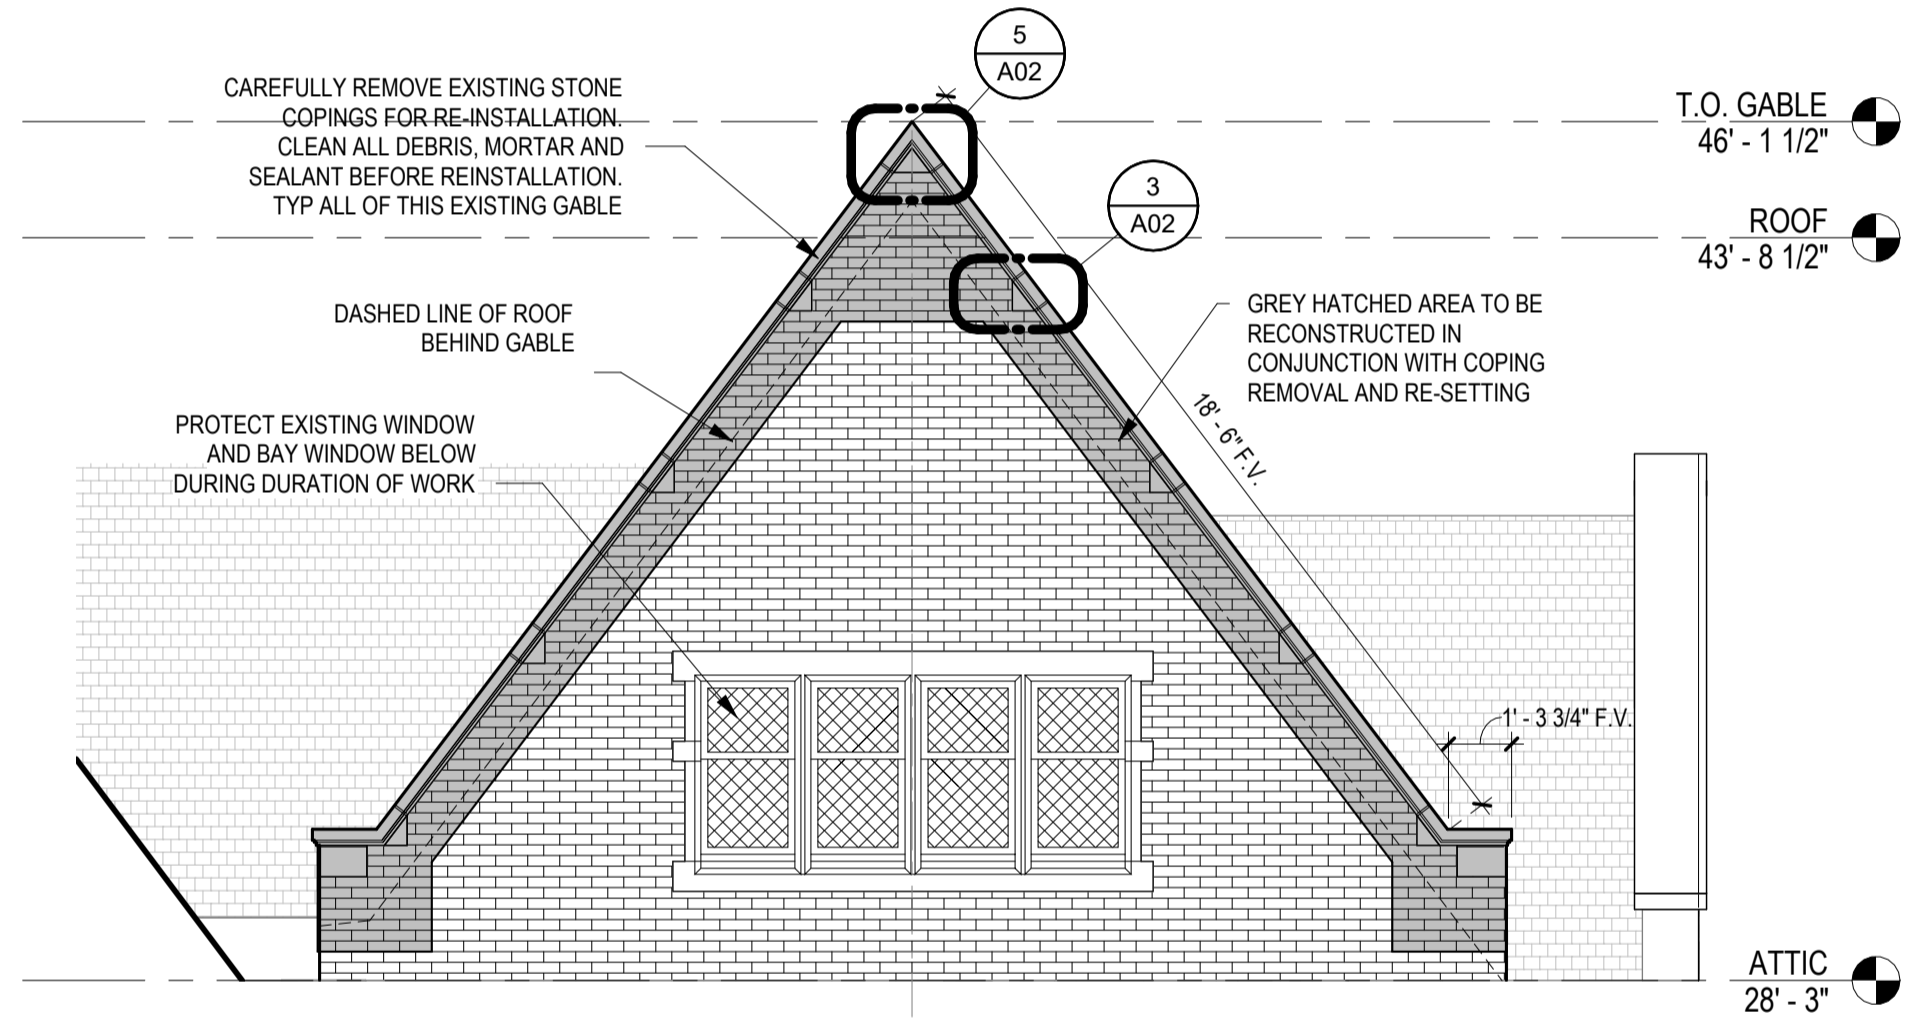 5
A02
CAREFULLY REMOVE EXISTING STONE
COPINGS FOR RE-INSTALLATION.
CLEAN ALL DEBRIS, MORTAR AND
SEALANT BEFORE REINSTALLATION.
TYP ALL OF THIS EXISTING GABLE
T.O. GABLE
46' - 1 1/2"
3
A02
ROOF
43' - 8 1/2"
DASHED LINE OF ROOF
BEHIND GABLE
GREY HATCHED AREA TO BE
RECONSTRUCTED IN
CONJUNCTION WITH COPING
REMOVAL AND RE-SETTING
18' - 6" F.V.
PROTECT EXISTING WINDOW
AND BAY WINDOW BELOW
DURING DURATION OF WORK
1' - 3 3/4" F.V.
ATTIC
28' - 3"